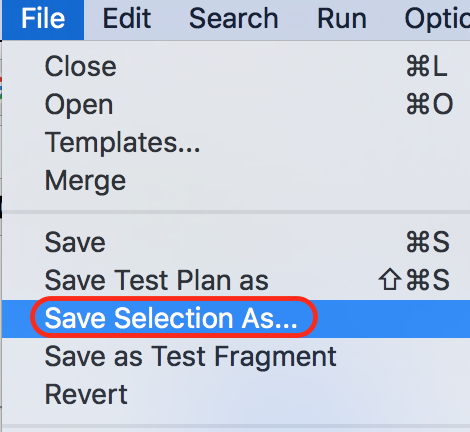 File Edit Search Run Optio
Close ⌘L
Open ⌘O
Templates...
Merge
Save ⌘S
Save Test Plan as ⇧⌘S
Save Selection As...
Save as Test Fragment
Revert